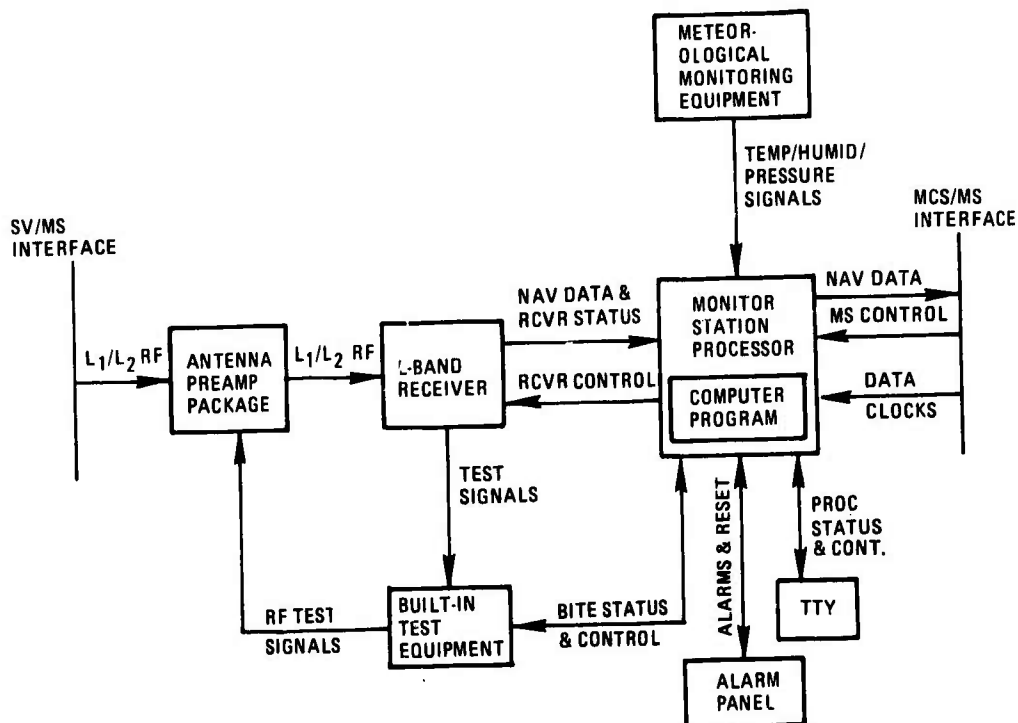 METEOR-
OLOGICAL
MONITORING
EQUIPMENT
TEMP/HUMID/
PRESSURE
SIGNALS
SV/MS
INTERFACE
MCS/MS
INTERFACE
L1/L2 RF
ANTENNA
PREAMP
PACKAGE
L1/L2 RF
L-BAND
RECEIVER
NAV DATA &
RCVR STATUS
RCVR CONTROL
MONITOR
STATION
PROCESSOR
COMPUTER
PROGRAM
NAV DATA
MS CONTROL
DATA
CLOCKS
TEST
SIGNALS
RF TEST
SIGNALS
BUILT-IN
TEST
EQUIPMENT
BITE STATUS
& CONTROL
ALARMS & RESET
PROC
STATUS
& CONT.
TTY
ALARM
PANEL